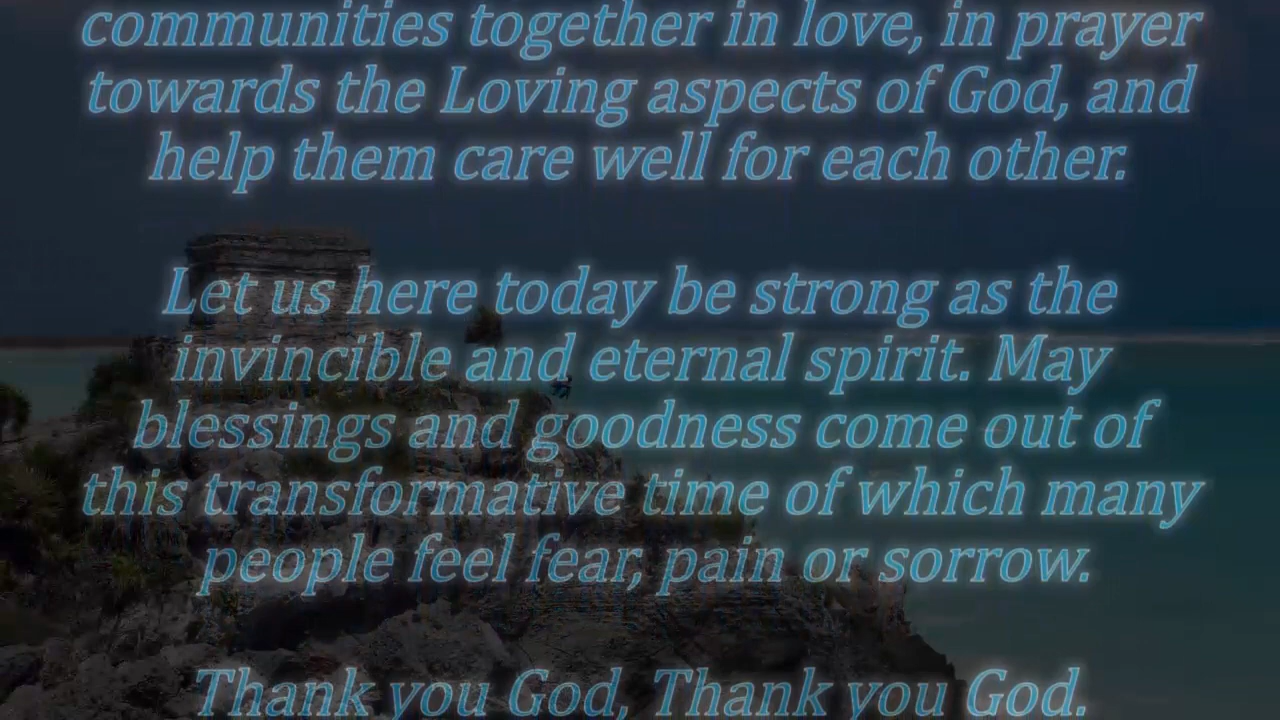 communities together in love, in prayer
towards the Loving aspects of God, and
help them care well for each other.
Let us here today be strong as the
invincible and eternal spirit. May
blessings and goodness come out of
this transformative time of which many
people feel fear, pain or sorrow.
Thank you God, Thank you God.